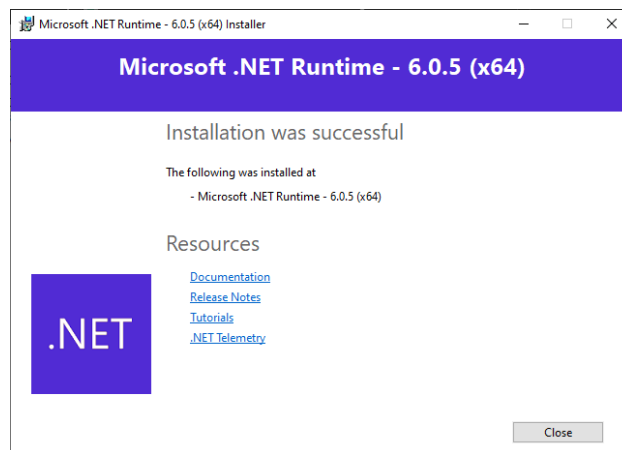 Microsoft .NET Runtime - 6.0.5 (x64) Installer
Microsoft .NET Runtime - 6.0.5 (x64)
Installation was successful
The following was installed at
- Microsoft .NET Runtime - 6.0.5 (x64)
Resources
Documentation
Release Notes
Tutorials
.NET Telemetry
.NET
Close